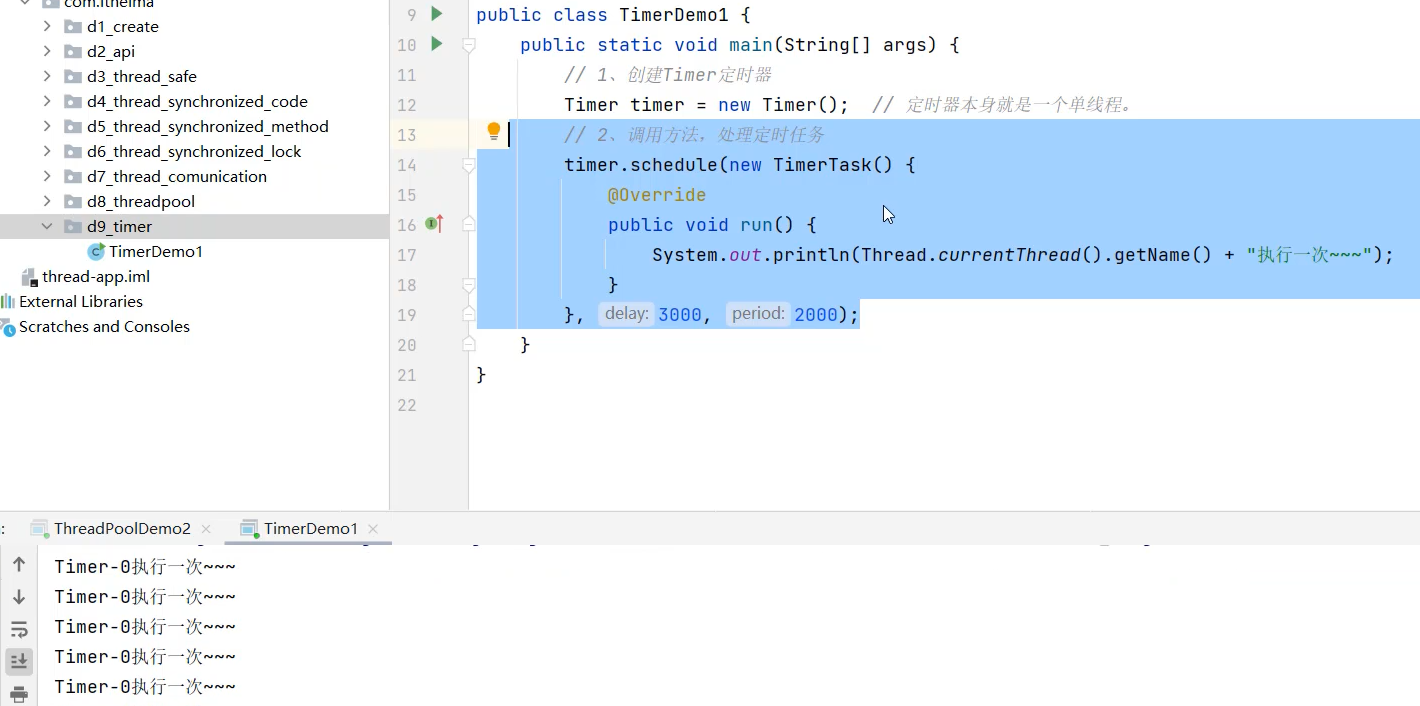 com.itheima
d1_create
d2_api
d3_thread_safe
d4_thread_synchronized_code
d5_thread_synchronized_method
d6_thread_synchronized_lock
d7_thread_comunication
d8_threadpool
d9_timer
TimerDemo1
thread-app.iml
External Libraries
Scratches and Consoles
9 public class TimerDemo1 {
10 public static void main(String[] args) {
11 // 1、创建Timer定时器
12 Timer timer = new Timer(); // 定时器本身就是一个单线程。
13 // 2、调用方法，处理定时任务
14 timer.schedule(new TimerTask() {
15 @Override
16 public void run() {
17 System.out.println(Thread.currentThread().getName() + "执行一次~~~");
18 }
19 }, delay: 3000, period: 2000);
20 }
21 }
22
: ThreadPoolDemo2 × TimerDemo1 ×
Timer-0执行一次~~~
Timer-0执行一次~~~
Timer-0执行一次~~~
Timer-0执行一次~~~
Timer-0执行一次~~~